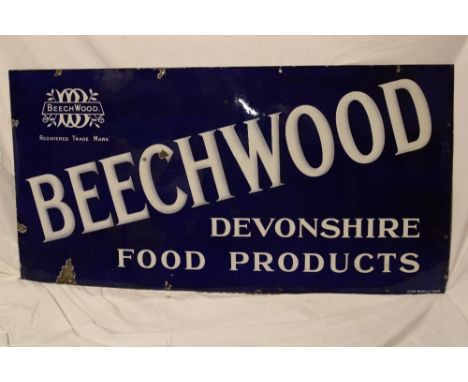 BEECHWOOD.
REGISTERED TRADE MARK
BEECHWOOD
DEVONSHIRE
FOOD PRODUCTS